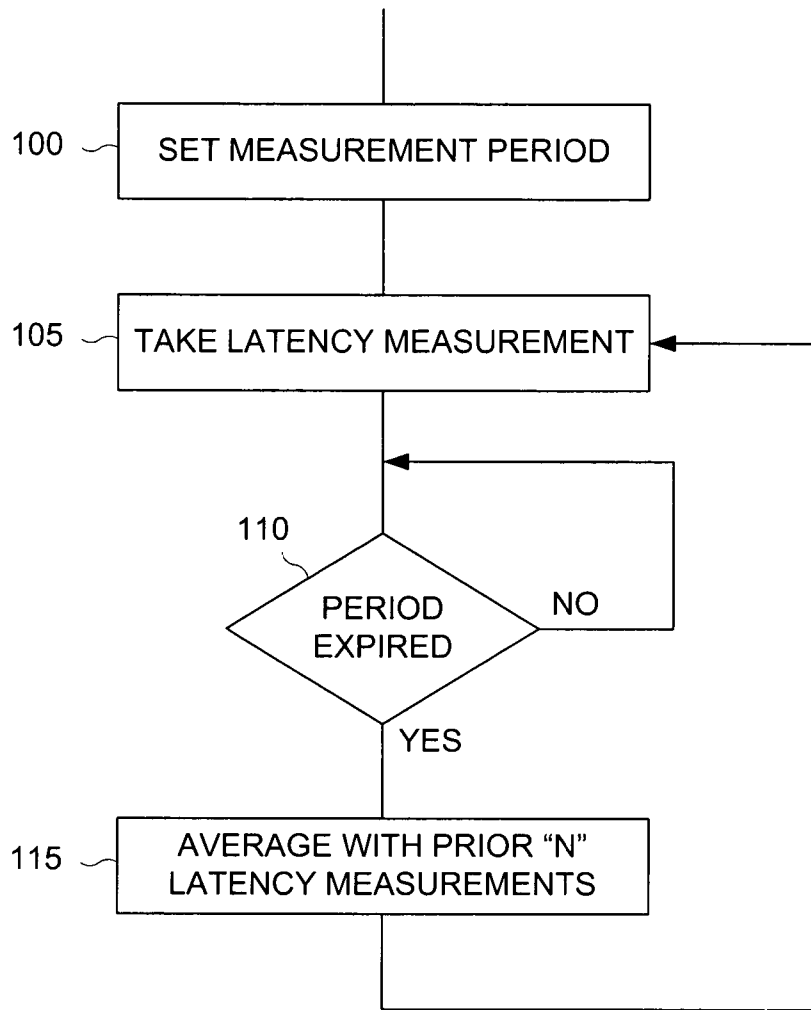 100
SET MEASUREMENT PERIOD
105
TAKE LATENCY MEASUREMENT
110
PERIOD
EXPIRED
NO
YES
115
AVERAGE WITH PRIOR “N”
LATENCY MEASUREMENTS